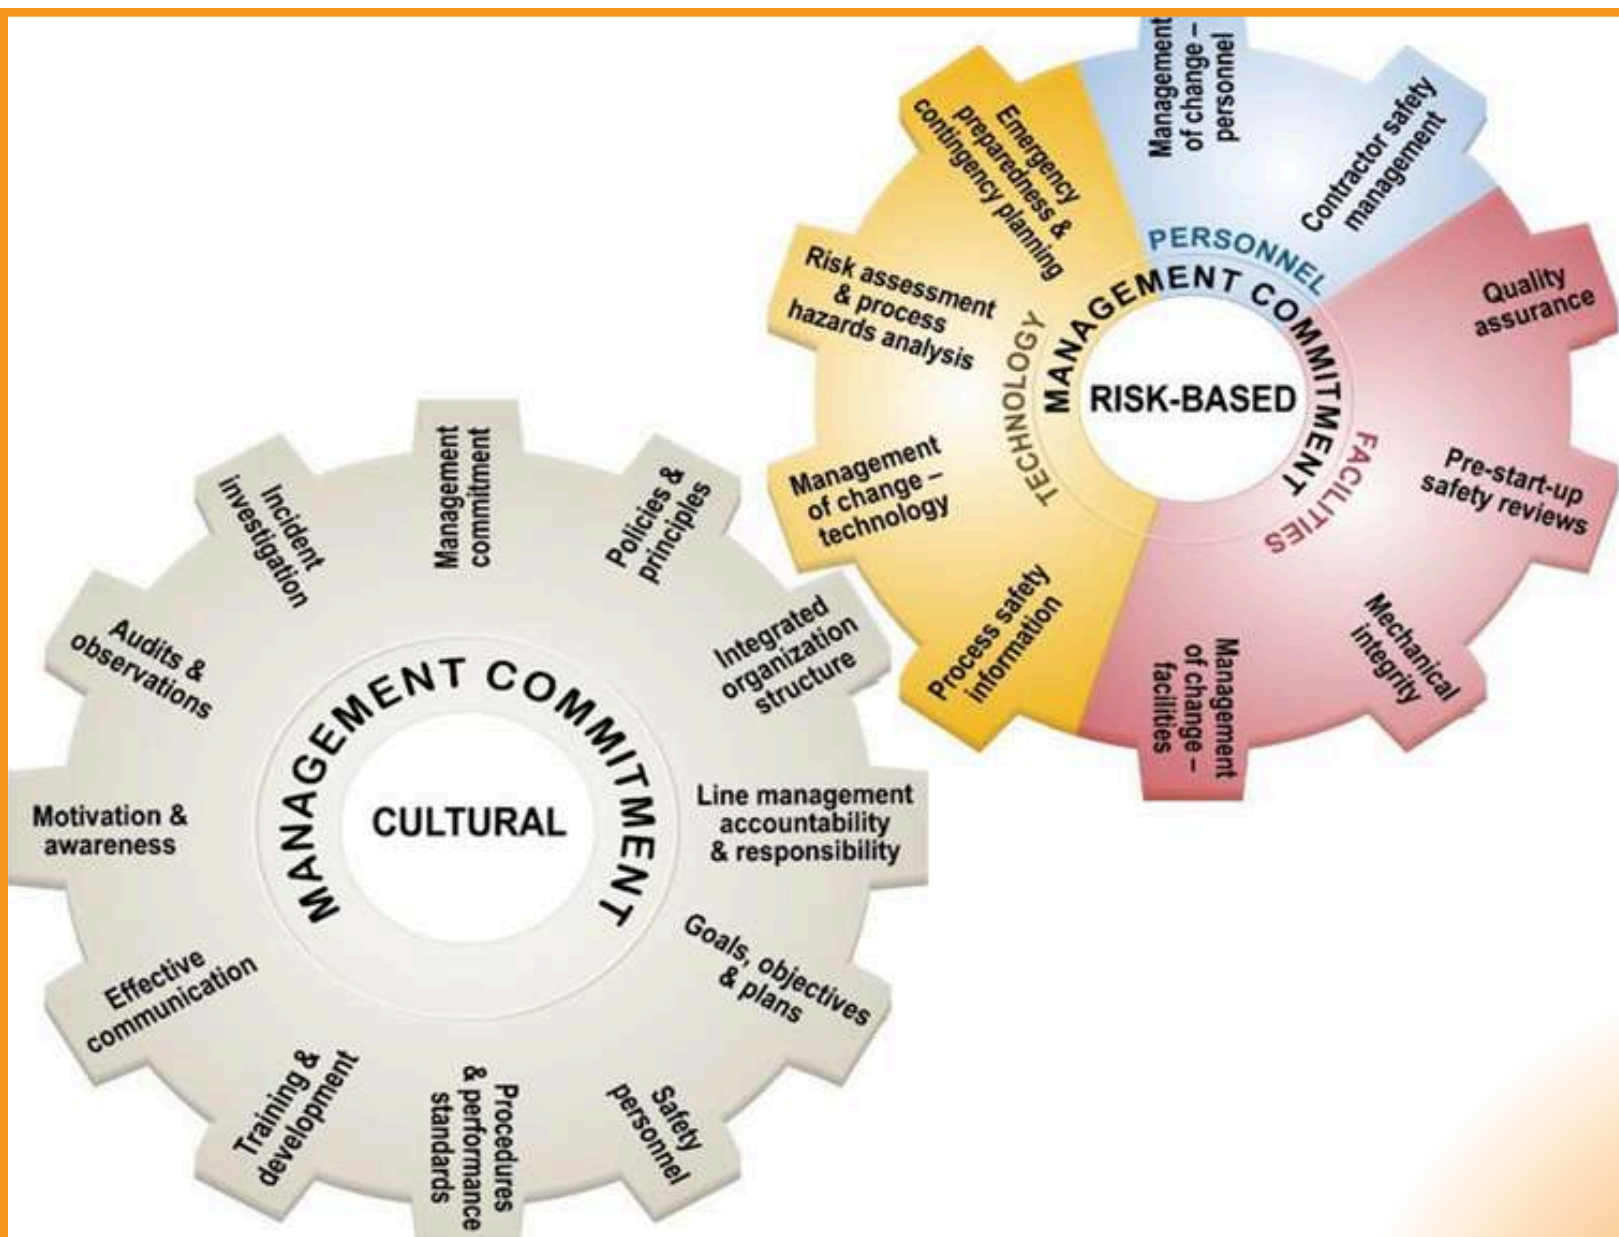 Management
of change –
personnel
Contractor safety
management
Quality
assurance
Pre-start-up
safety reviews
Mechanical
integrity
Management
of change –
facilities
Process safety
information
Management
of change –
technology
Risk assessment
& process
hazards analysis
Emergency
preparedness &
contingency planning
PERSONNEL
FACILITIES
TECHNOLOGY
MANAGEMENT COMMITMENT
RISK-BASED
Management
commitment
Policies &
principles
Integrated
organization
structure
Line management
accountability
& responsibility
Goals, objectives
& plans
Safety
personnel
Procedures
& performance
standards
Training &
development
Effective
communication
Motivation &
awareness
Audits &
observations
Incident
investigation
MANAGEMENT COMMITMENT
CULTURAL